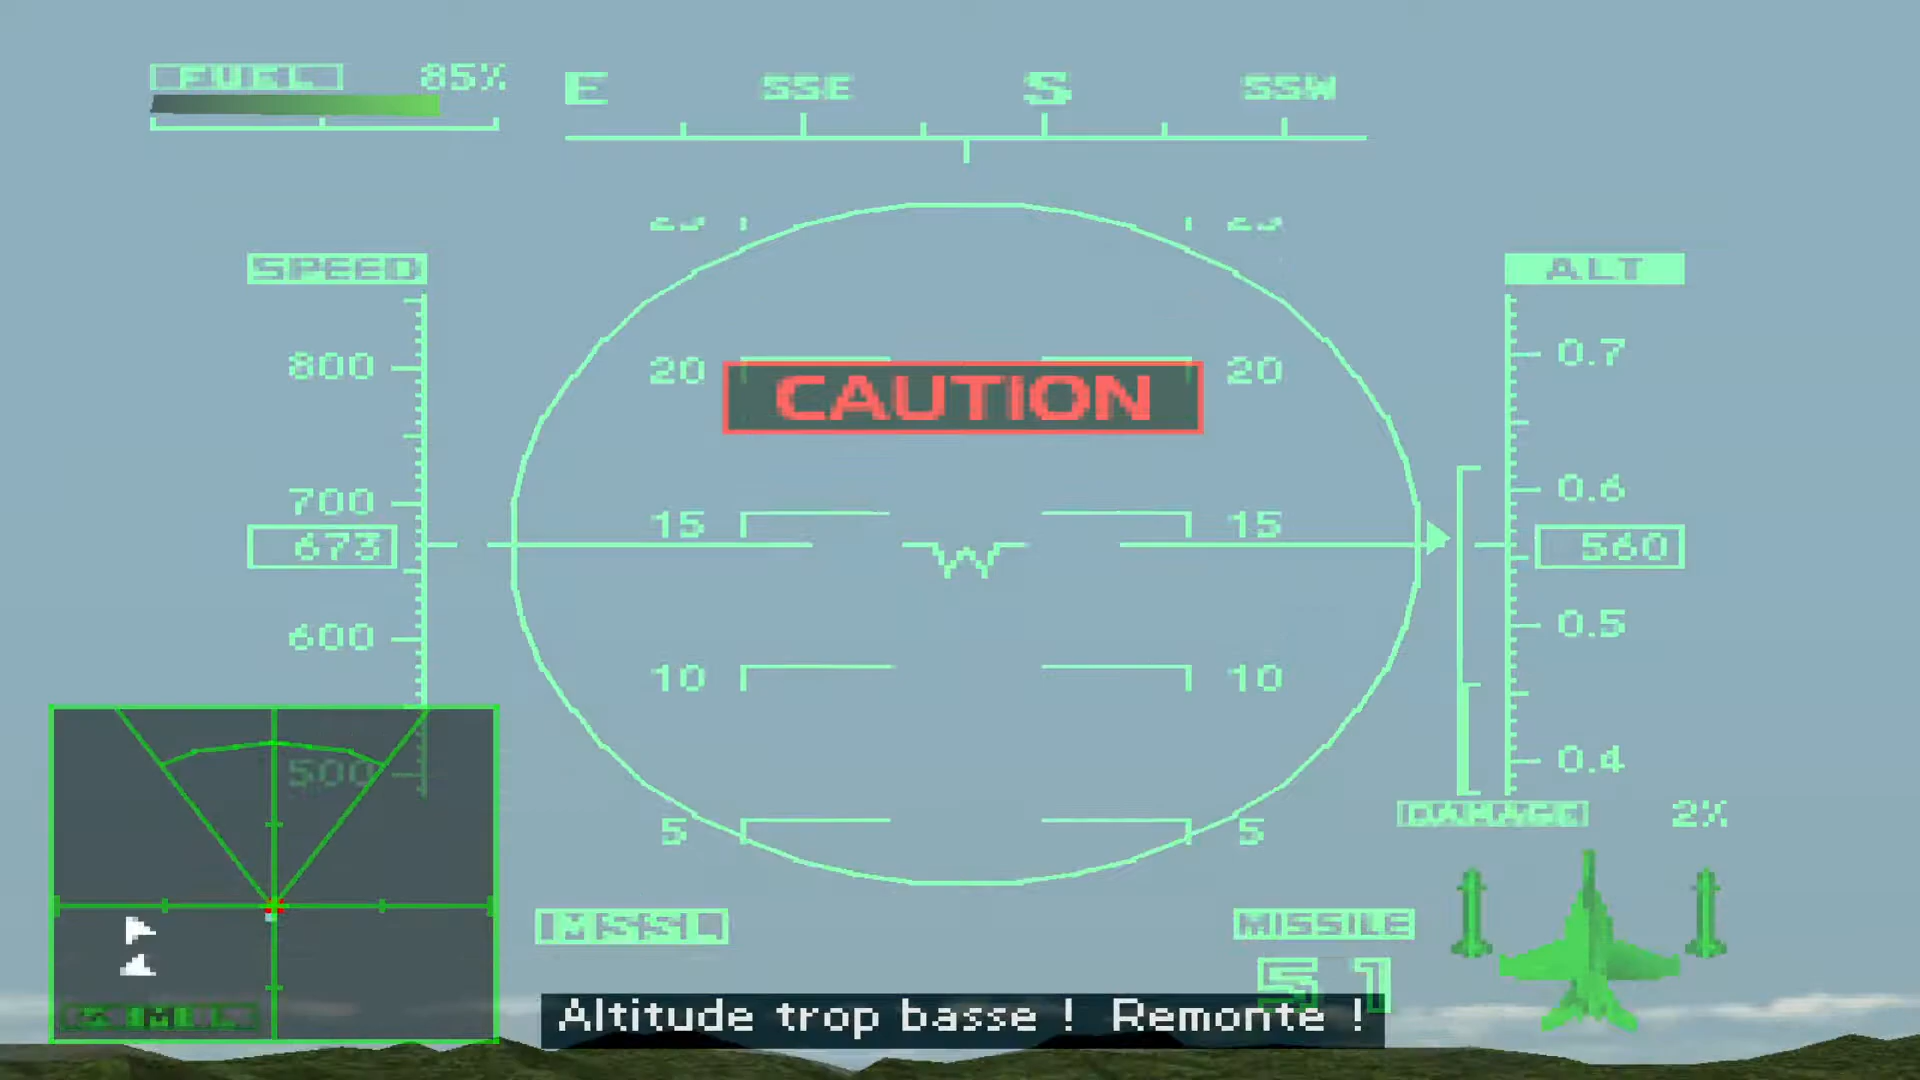 FUEL 85%
E SSE S SSW
SPEED
ALT
800
700
673
600
500
0.7
0.6
560
0.5
0.4
20 20
CAUTION
15 15
10 10
5 5
DAMAGE 2%
MISSILE
51
Altitude trop basse ! Remonte !